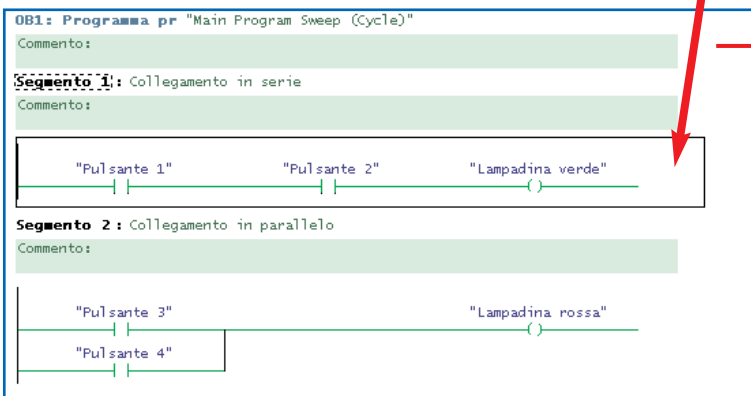 OB1: Programma pr "Main Program Sweep (Cycle)"
Commento:
Segmento 1: Collegamento in serie
Commento:
"Pulsante 1" "Pulsante 2" "Lampadina verde"
Segmento 2: Collegamento in parallelo
Commento:
"Pulsante 3" "Lampadina rossa"
"Pulsante 4"